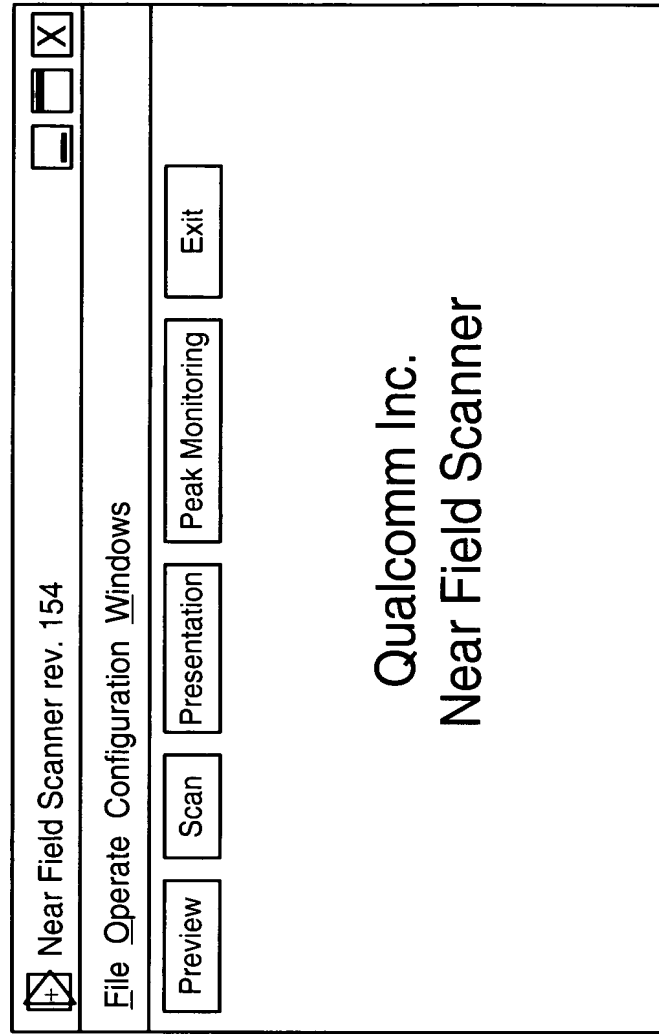 Near Field Scanner rev. 154
X
File Operate Configuration Windows
Preview Scan Presentation Peak Monitoring Exit
Qualcomm Inc.
Near Field Scanner